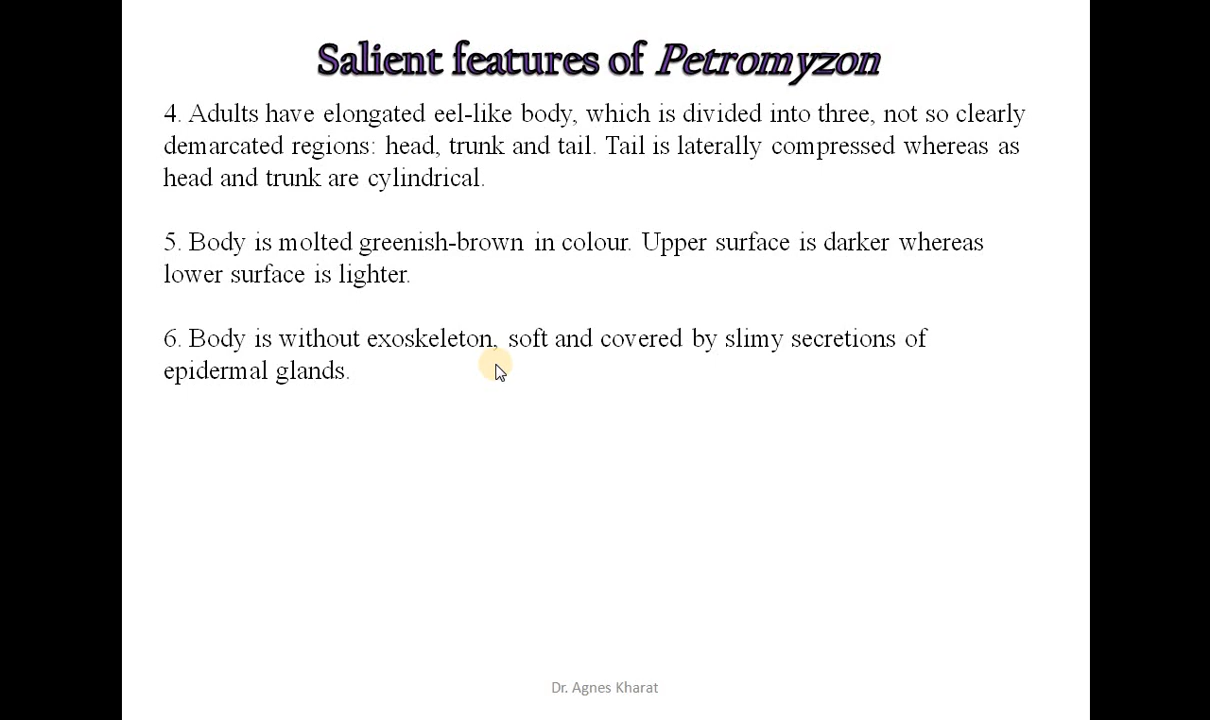 Salient features of Petromyzon
4. Adults have elongated eel-like body, which is divided into three, not so clearly
demarcated regions: head, trunk and tail. Tail is laterally compressed whereas as
head and trunk are cylindrical.
5. Body is molted greenish-brown in colour. Upper surface is darker whereas
lower surface is lighter.
6. Body is without exoskeleton, soft and covered by slimy secretions of
epidermal glands.
Dr. Agnes Kharat